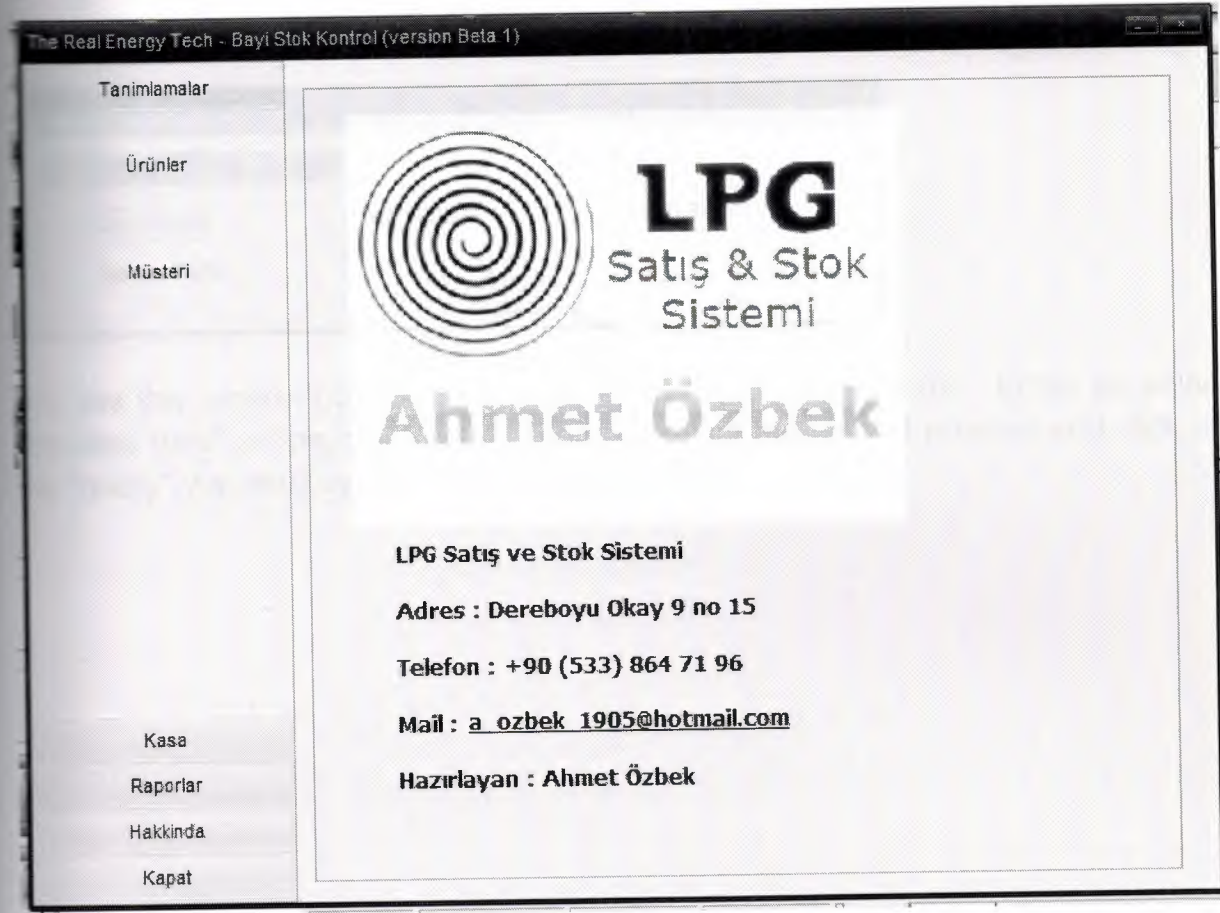 The Real Energy Tech - Bayi Stok Kontrol (version Beta 1)
Tanimlamalar
Ürünler
Müsteri
Kasa
Raporlar
Hakkinda
Kapat
LPG
Satış & Stok
Sistemi
Ahmet Özbek
LPG Satış ve Stok Sistemi
Adres : Dereboyu Okay 9 no 15
Telefon : +90 (533) 864 71 96
Mail : a_ozbek_1905@hotmail.com
Hazırlayan : Ahmet Özbek